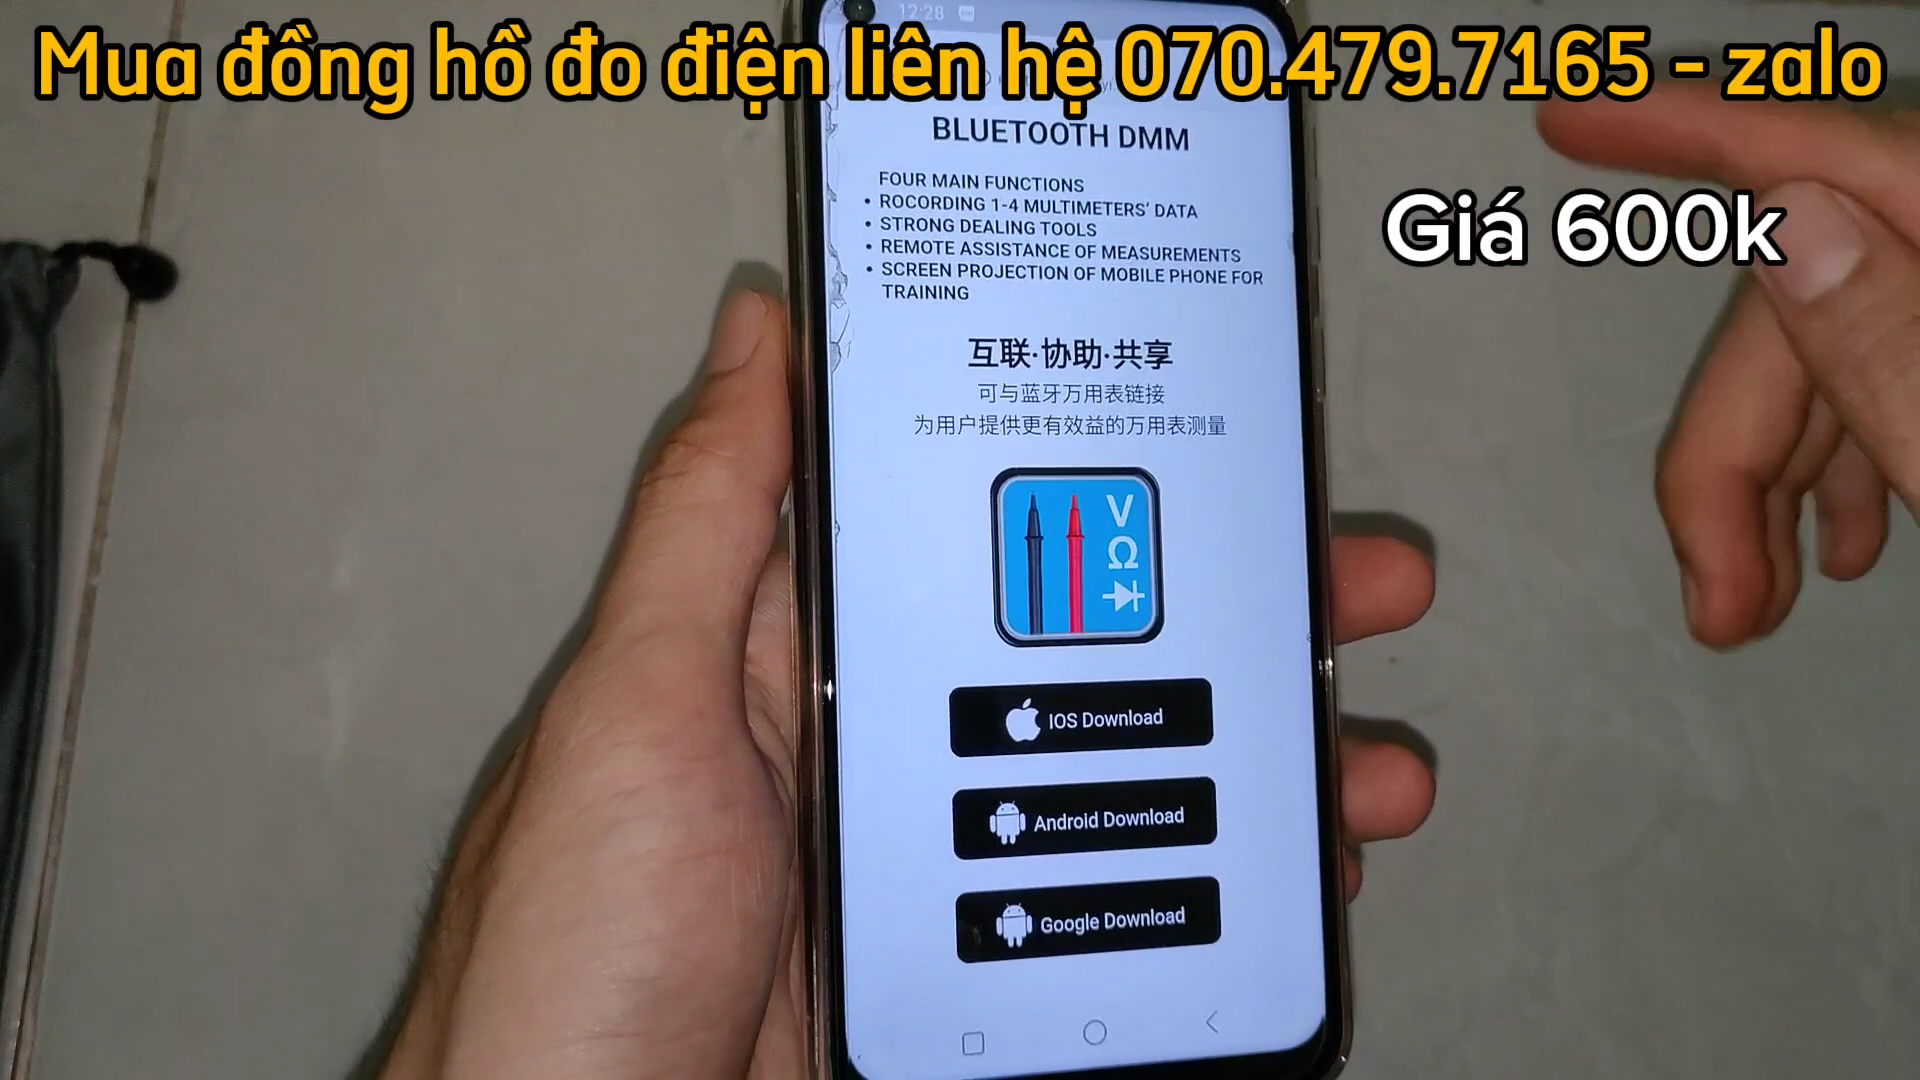 12:28
Mua đồng hồ đo điện liên hệ 070.479.7165 - zalo
BLUETOOTH DMM
Giá 600k
FOUR MAIN FUNCTIONS
• ROCORDING 1-4 MULTIMETERS' DATA
• STRONG DEALING TOOLS
• REMOTE ASSISTANCE OF MEASUREMENTS
• SCREEN PROJECTION OF MOBILE PHONE FOR
TRAINING
互联·协助·共享
可与蓝牙万用表链接
为用户提供更有效益的万用表测量
V
Ω
IOS Download
Android Download
Google Download